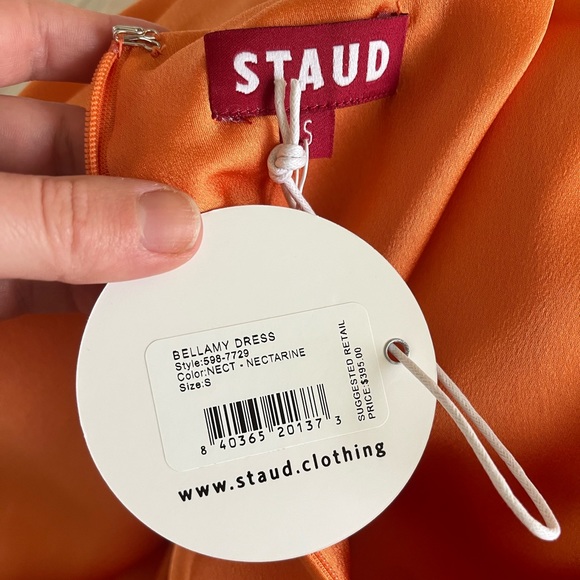 STAUD
S
BELLAMY DRESS
Style:598-7729
Color:NECT - NECTARINE
Size:S
SUGGESTED RETAIL
PRICE:$395.00
8 40365 20137 3
www.staud.clothing